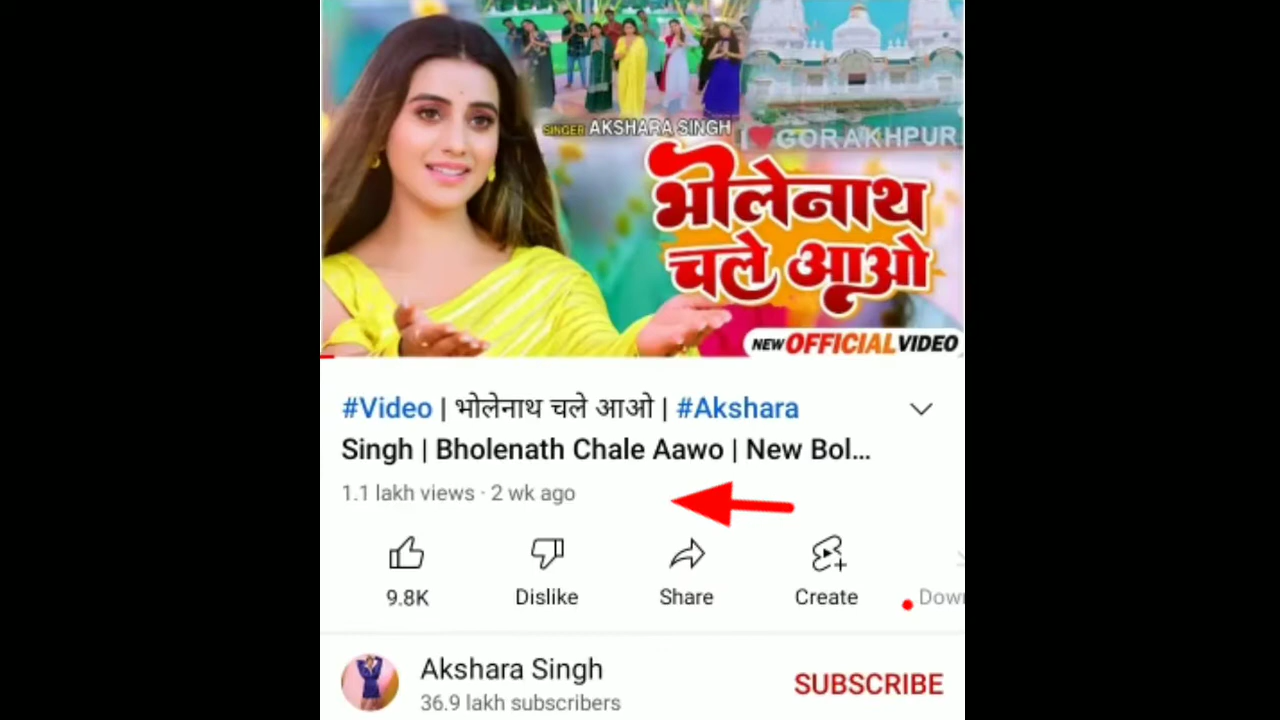 SINGER AKSHARA SINGH
I ❤ GORAKHPUR
भोलेनाथ
चले आओ
NEW OFFICIAL VIDEO
#Video | भोलेनाथ चले आओ | #Akshara
Singh | Bholenath Chale Aawo | New Bol...
1.1 lakh views · 2 wk ago
9.8K Dislike Share Create Down
Akshara Singh
36.9 lakh subscribers
SUBSCRIBE